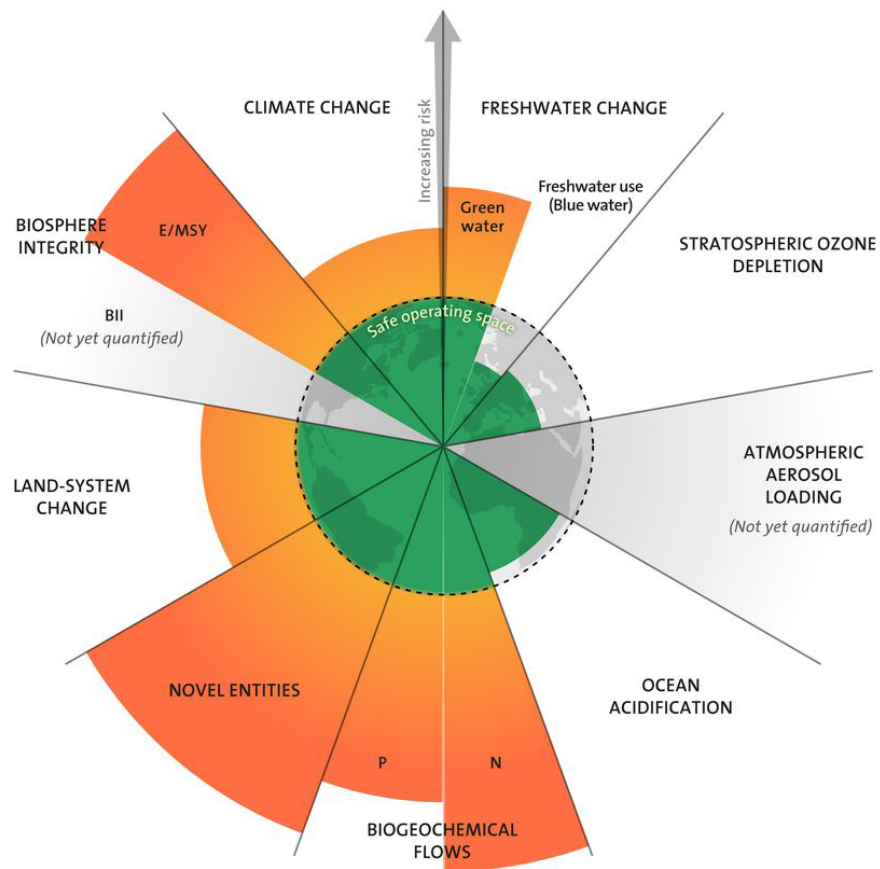 CLIMATE CHANGE
FRESHWATER CHANGE
Increasing risk
Freshwater use
(Blue water)
Green
water
BIOSPHERE
INTEGRITY
E/MSY
STRATOSPHERIC OZONE
DEPLETION
BII
(Not yet quantified)
Safe operating space
ATMOSPHERIC
AEROSOL
LOADING
(Not yet quantified)
LAND-SYSTEM
CHANGE
NOVEL ENTITIES
OCEAN
ACIDIFICATION
P
N
BIOGEOCHEMICAL
FLOWS